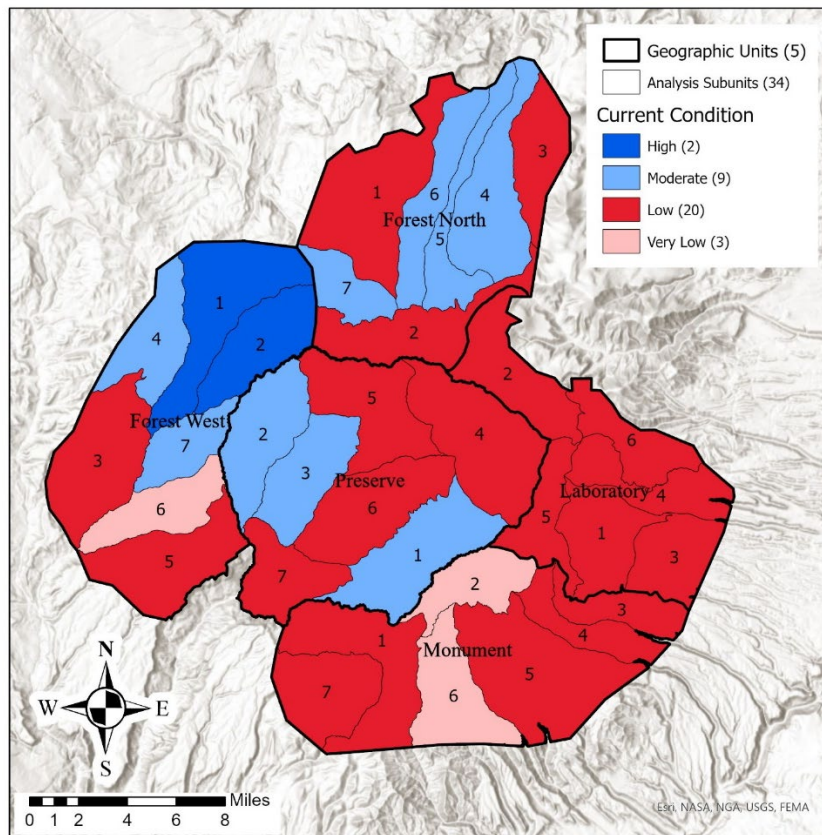 Geographic Units (5)
Analysis Subunits (34)
Current Condition
High (2)
Moderate (9)
Low (20)
Very Low (3)
3
1
6
4
Forest North
5
7
2
1
4
2
Forest West
7
3
6
5
5
2
4
3
Preserve
6
1
7
2
6
Laboratory
4
5
1
3
2
3
4
1
Monument
5
7
6
N
W E
S
0 1 2 4 6 8 Miles
Esri, NASA, NGA, USGS, FEMA